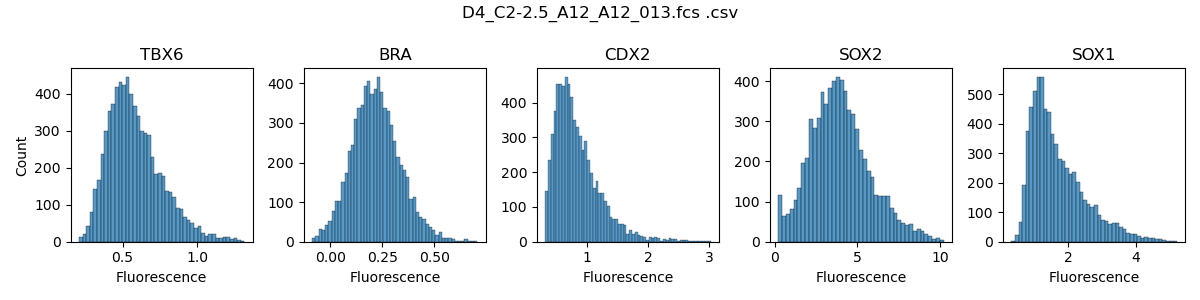 D4_C2-2.5_A12_A12_013.fcs .csv
TBX6 BRA CDX2 SOX2 SOX1
Count
400 300 200 100 0
400 300 200 100 0
400 300 200 100 0
400 300 200 100 0
500 400 300 200 100 0
0.5 1.0
0.00 0.25 0.50
1 2 3
0 5 10
2 4
Fluorescence Fluorescence Fluorescence Fluorescence Fluorescence